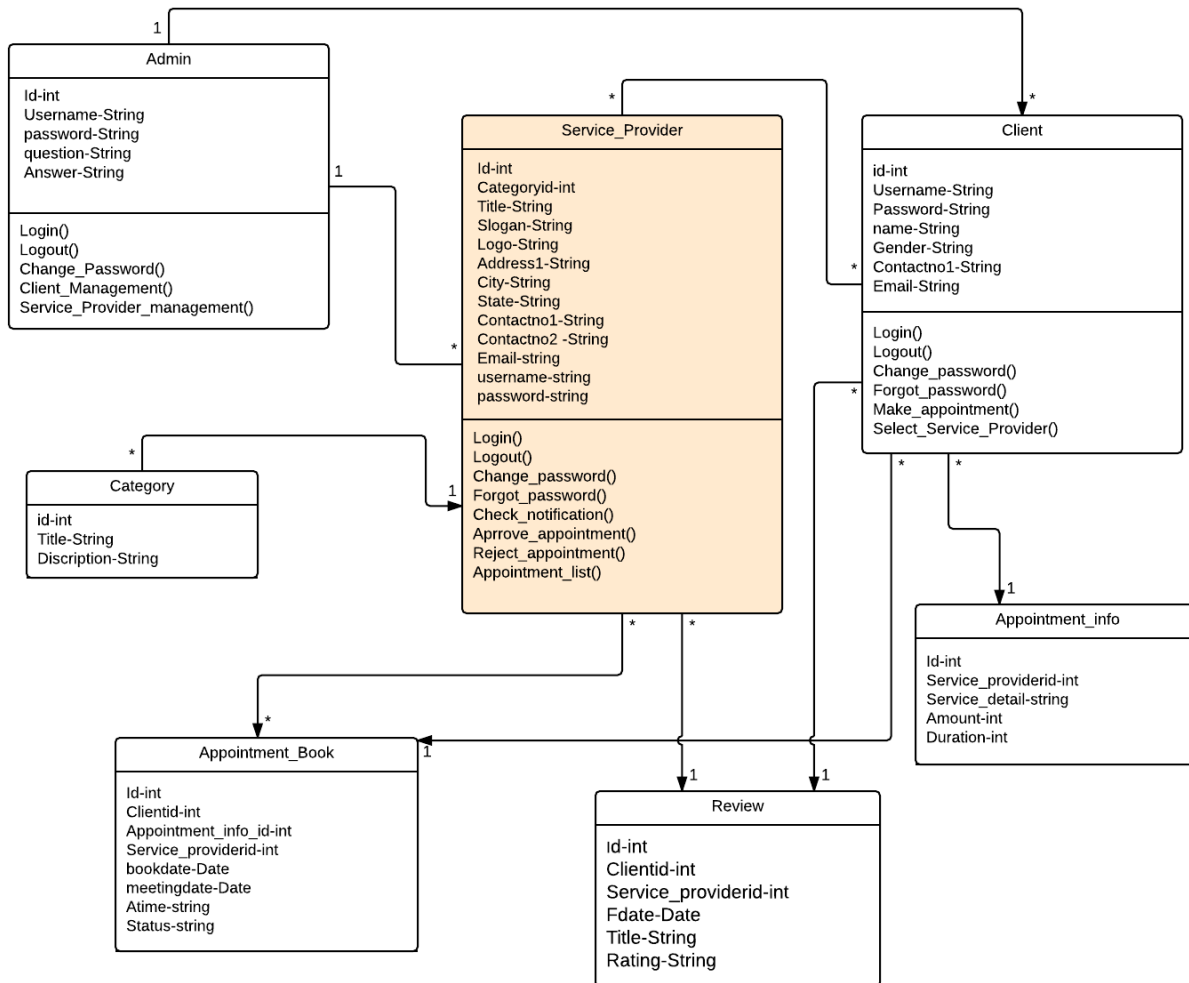 1
*
Admin
Id-int
Username-String
password-String
question-String
Answer-String
Login()
Logout()
Change_Password()
Client_Management()
Service_Provider_management()
1
*
*
*
Service_Provider
Id-int
Categoryid-int
Title-String
Slogan-String
Logo-String
Address1-String
City-String
State-String
Contactno1-String
Contactno2 -String
Email-string
username-string
password-string
Login()
Logout()
Change_password()
Forgot_password()
Check_notification()
Aprrove_appointment()
Reject_appointment()
Appointment_list()
Client
id-int
Username-String
Password-String
name-String
Gender-String
Contactno1-String
Email-String
Login()
Logout()
Change_password()
Forgot_password()
Make_appointment()
Select_Service_Provider()
*
*
*
*
1
Category
id-int
Title-String
Discription-String
1
Appointment_info
Id-int
Service_providerid-int
Service_detail-string
Amount-int
Duration-int
*
*
*
1
Appointment_Book
Id-int
Clientid-int
Appointment_info_id-int
Service_providerid-int
bookdate-Date
meetingdate-Date
Atime-string
Status-string
1
1
Review
id-int
Clientid-int
Service_providerid-int
Fdate-Date
Title-String
Rating-String